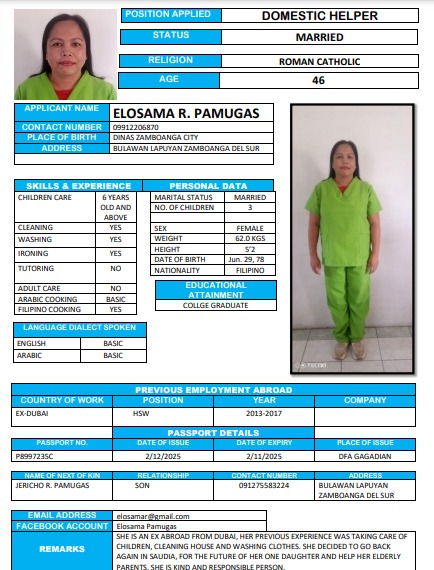 POSITION APPLIED DOMESTIC HELPER
STATUS MARRIED
RELIGION ROMAN CATHOLIC
AGE 46
APPLICANT NAME ELOSAMA R. PAMUGAS
CONTACT NUMBER 09912206870
PLACE OF BIRTH DINAS ZAMBOANGA CITY
ADDRESS BULAWAN LAPUYAN ZAMBOANGA DEL SUR
SKILLS & EXPERIENCE
CHILDREN CARE 6 YEARS
OLD AND
ABOVE
CLEANING YES
WASHING YES
IRONING YES
TUTORING NO
ADULT CARE NO
ARABIC COOKING BASIC
FILIPINO COOKING YES
PERSONAL DATA
MARITAL STATUS MARRIED
NO. OF CHILDREN 3
SEX FEMALE
WEIGHT 62.0 KGS
HEIGHT 5'2
DATE OF BIRTH Jun. 29, 78
NATIONALITY FILIPINO
EDUCATIONAL
ATTAINMENT
COLLGE GRADUATE
LANGUAGE DIALECT SPOKEN
ENGLISH BASIC
ARABIC BASIC
TECNO
PREVIOUS EMPLOYMENT ABROAD
COUNTRY OF WORK POSITION YEAR COMPANY
EX-DUBAI HSW 2013-2017
PASSPORT DETAILS
PASSPORT NO. DATE OF ISSUE DATE OF EXPIRY PLACE OF ISSUE
P8997235C 2/12/2025 2/11/2025 DFA GAGADIAN
NAME OF NEXT OF KIN RELATIONSHIP CONTACT NUMBER ADDRESS
JERICHO R. PAMUGAS SON 091275583224 BULAWAN LAPUYAN
ZAMBOANGA DEL SUR
EMAIL ADDRESS elosamar@gmail.com
FACEBOOK ACCOUNT Elosama Pamugas
REMARKS
SHE IS AN EX ABROAD FROM DUBAI, HER PREVIOUS EXPERIENCE WAS TAKING CARE OF
CHILDREN, CLEANING HOUSE AND WASHING CLOTHES. SHE DECIDED TO GO BACK
AGAIN IN SAUDIA, FOR THE FUTURE OF HER ONE DAUGHTER AND HELP HER ELDERLY
PARENTS. SHE IS KIND AND RESPONSIBLE PERSON.